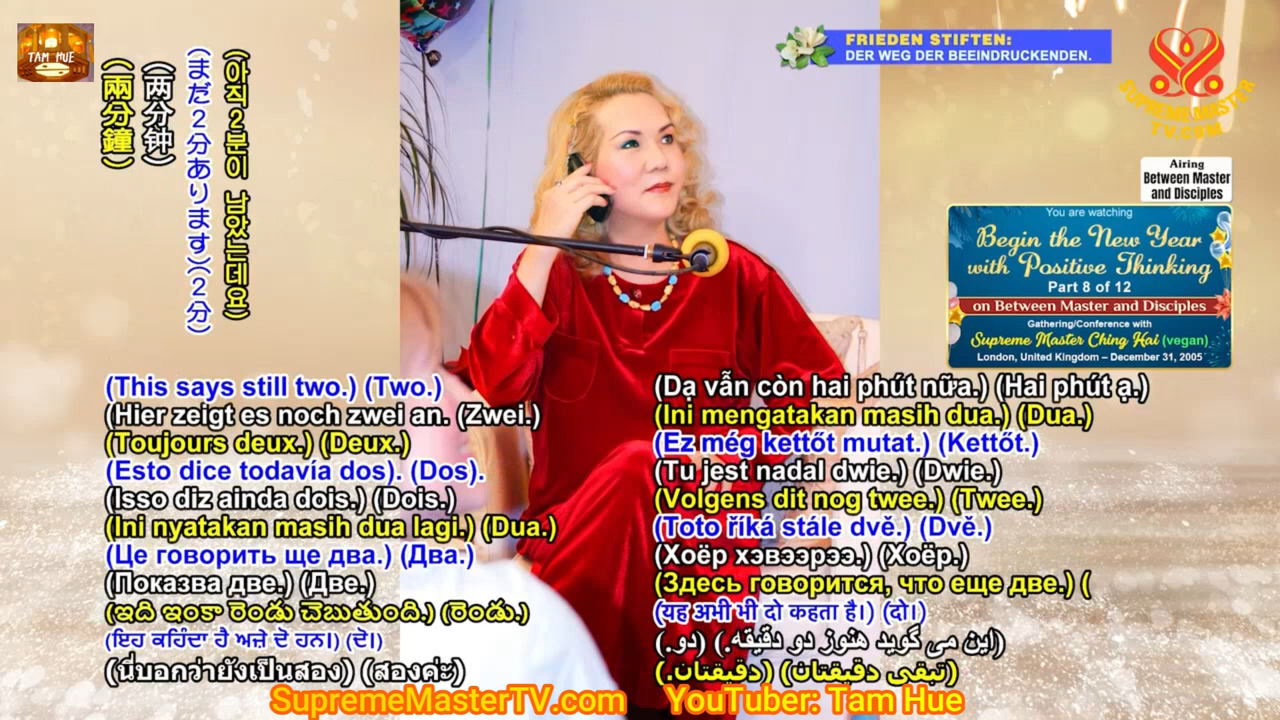 TAM HUE
(兩分鐘)
(两分钟)
(まだ2分あります)(2分)
(아직 2분이 남았는데요)
FRIEDEN STIFTEN:
DER WEG DER BEEINDRUCKENDEN.
SUPREME MASTER
TV.COM
Airing
Between Master
and Disciples
You are watching
Begin the New Year
with Positive Thinking
Part 8 of 12
on Between Master and Disciples
Gathering/Conference with
Supreme Master Ching Hai (vegan)
London, United Kingdom – December 31, 2005
(This says still two.) (Two.)
(Hier zeigt es noch zwei an. (Zwei.)
(Toujours deux.) (Deux.)
(Esto dice todavía dos). (Dos).
(Isso diz ainda dois.) (Dois.)
(Ini nyatakan masih dua lagi.) (Dua.)
(Це говорить ще два.) (Два.)
(Показва две.) (Две.)
(ఇది ఇంకా రెండు చెబుతుంది.) (రెండు.)
(ਇਹ ਕਹਿੰਦਾ ਹੈ ਅਜੇ ਦੋ ਹਨ।) (ਦੋ।)
(นี่บอกว่ายังเป็นสอง) (สองค่ะ)
(Dạ vẫn còn hai phút nữa.) (Hai phút ạ.)
(Ini mengatakan masih dua.) (Dua.)
(Ez még kettőt mutat.) (Kettőt.)
(Tu jest nadal dwie.) (Dwie.)
(Volgens dit nog twee.) (Twee.)
(Toto říká stále dvě.) (Dvě.)
(Хоёр хэвээрээ.) (Хоёр.)
(Здесь говорится, что еще две.) (
(यह अभी भी दो कहता है।) (दो।)
(این می گوید هنوز دو دقیقه.) (دو.)
(تبقى دقيقتان) (دقيقتان.)
SupremeMasterTV.com YouTuber: Tam Hue